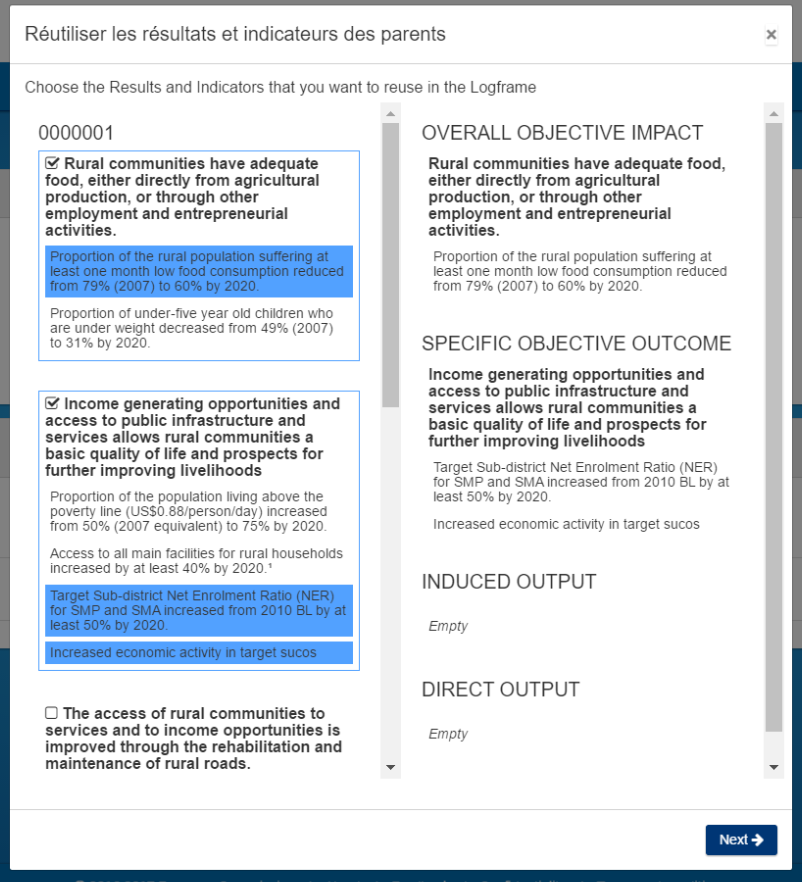 Réutiliser les résultats et indicateurs des parents
×
Choose the Results and Indicators that you want to reuse in the Logframe
0000001
Rural communities have adequate
food, either directly from agricultural
production, or through other
employment and entrepreneurial
activities.
Proportion of the rural population suffering at
least one month low food consumption reduced
from 79% (2007) to 60% by 2020.
Proportion of under-five year old children who
are under weight decreased from 49% (2007)
to 31% by 2020.
Income generating opportunities and
access to public infrastructure and
services allows rural communities a
basic quality of life and prospects for
further improving livelihoods
Proportion of the population living above the
poverty line (US$0.88/person/day) increased
from 50% (2007 equivalent) to 75% by 2020.
Access to all main facilities for rural households
increased by at least 40% by 2020.¹
Target Sub-district Net Enrolment Ratio (NER)
for SMP and SMA increased from 2010 BL by at
least 50% by 2020.
Increased economic activity in target sucos
The access of rural communities to
services and to income opportunities is
improved through the rehabilitation and
maintenance of rural roads.
OVERALL OBJECTIVE IMPACT
Rural communities have adequate food,
either directly from agricultural
production, or through other
employment and entrepreneurial
activities.
Proportion of the rural population suffering at
least one month low food consumption reduced
from 79% (2007) to 60% by 2020.
SPECIFIC OBJECTIVE OUTCOME
Income generating opportunities and
access to public infrastructure and
services allows rural communities a
basic quality of life and prospects for
further improving livelihoods
Target Sub-district Net Enrolment Ratio (NER)
for SMP and SMA increased from 2010 BL by at
least 50% by 2020.
Increased economic activity in target sucos
INDUCED OUTPUT
Empty
DIRECT OUTPUT
Empty
Next